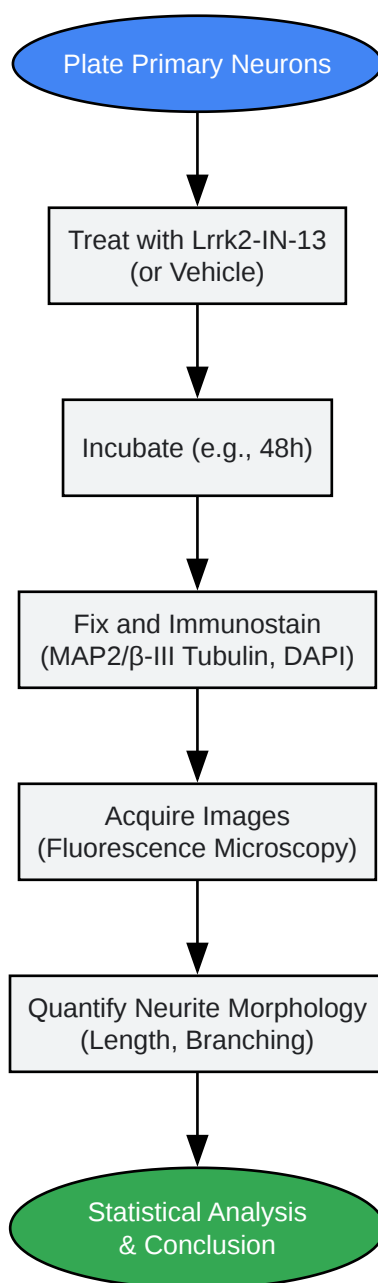 Plate Primary Neurons
Treat with Lrrk2-IN-13
(or Vehicle)
Incubate (e.g., 48h)
Fix and Immunostain
(MAP2/β-III Tubulin, DAPI)
Acquire Images
(Fluorescence Microscopy)
Quantify Neurite Morphology
(Length, Branching)
Statistical Analysis
& Conclusion